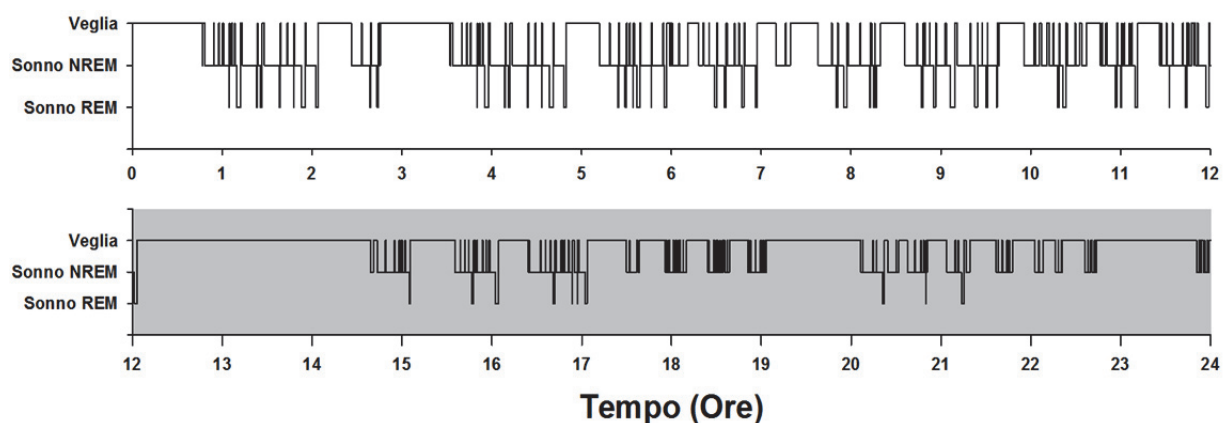 Veglia
Sonno NREM
Sonno REM
0 1 2 3 4 5 6 7 8 9 10 11 12
Veglia
Sonno NREM
Sonno REM
12 13 14 15 16 17 18 19 20 21 22 23 24
Tempo (Ore)